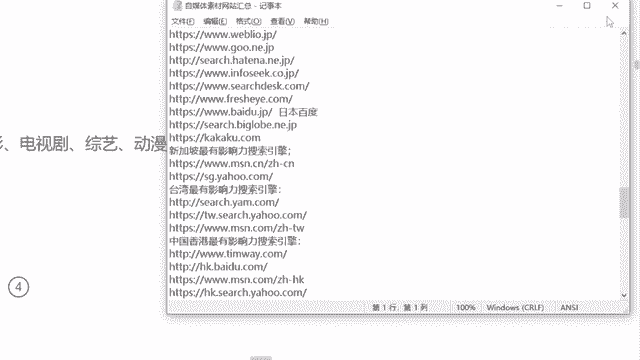 自媒体素材网站汇总 - 记事本
文件(F) 编辑(E) 格式(O) 查看(V) 帮助(H)
https://www.weblio.jp/
https://www.goo.ne.jp
http://search.hatena.ne.jp/
https://www.infoseek.co.jp/
https://www.searchdesk.com/
http://www.fresheye.com/
https://www.baidu.jp/ 日本百度
https://search.biglobe.ne.jp
https://kakaku.com
新加坡最有影响力搜索引擎；
https://www.msn.cn/zh-cn
https://sg.yahoo.com/
台湾最有影响力搜索引擎：
http://search.yam.com/
https://tw.search.yahoo.com/
https://www.msn.com/zh-tw
中国香港最有影响力搜索引擎：
http://www.timway.com/
http://hk.baidu.com/
https://www.msn.com/zh-hk
https://hk.search.yahoo.com/
第 1 行，第 1 列 100% Windows (CRLF) ANSI
、电视剧、综艺、动漫
4